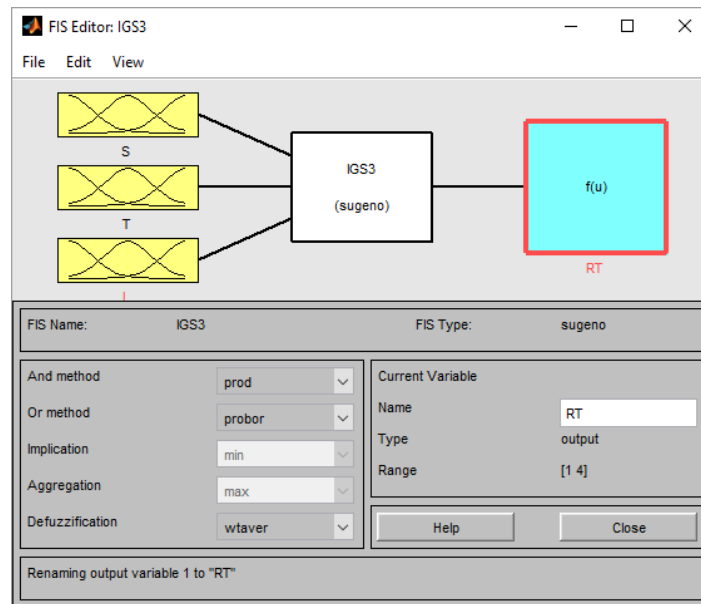 FIS Editor: IGS3
File Edit View
S
T
IGS3
(sugeno)
f(u)
RT
FIS Name: IGS3 FIS Type: sugeno
And method prod
Or method probor
Implication min
Aggregation max
Defuzzification wtaver
Current Variable
Name RT
Type output
Range [1 4]
Help Close
Renaming output variable 1 to "RT"